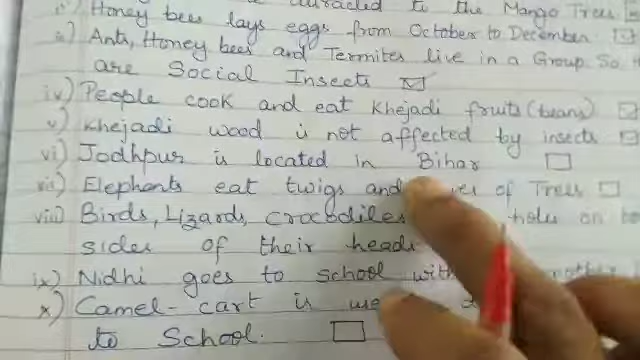 attracted to the Mango Trees.
Honey bees lays eggs from October to December
Ants, Honey bees and Termites live in a Group. So
are Social Insects
iv) People cook and eat Khejadi fruits (beans)
v) Khejadi wood is not affected by insects
vi) Jodhpur is located in Bihar
vii) Elephants eat twigs and of Trees
viii) Birds, Lizards, crocodiles holes on
sides of their heads
ix) Nidhi goes to school with
x) Camel-cart is
to School.